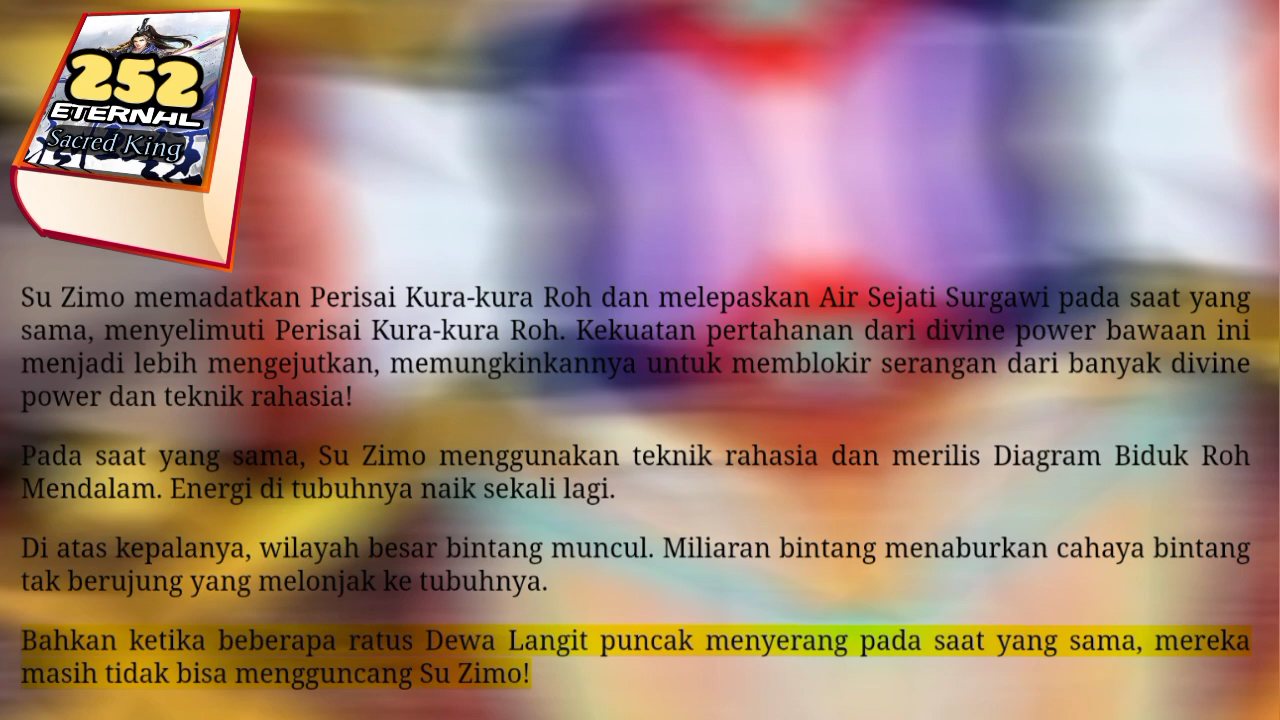 252
ETERNAL
Sacred King
Su Zimo memadatkan Perisai Kura-kura Roh dan melepaskan Air Sejati Surgawi pada saat yang
sama, menyelimuti Perisai Kura-kura Roh. Kekuatan pertahanan dari divine power bawaan ini
menjadi lebih mengejutkan, memungkinkannya untuk memblokir serangan dari banyak divine
power dan teknik rahasia!
Pada saat yang sama, Su Zimo menggunakan teknik rahasia dan merilis Diagram Biduk Roh
Mendalam. Energi di tubuhnya naik sekali lagi.
Di atas kepalanya, wilayah besar bintang muncul. Miliaran bintang menaburkan cahaya bintang
tak berujung yang melonjak ke tubuhnya.
Bahkan ketika beberapa ratus Dewa Langit puncak menyerang pada saat yang sama, mereka
masih tidak bisa mengguncang Su Zimo!